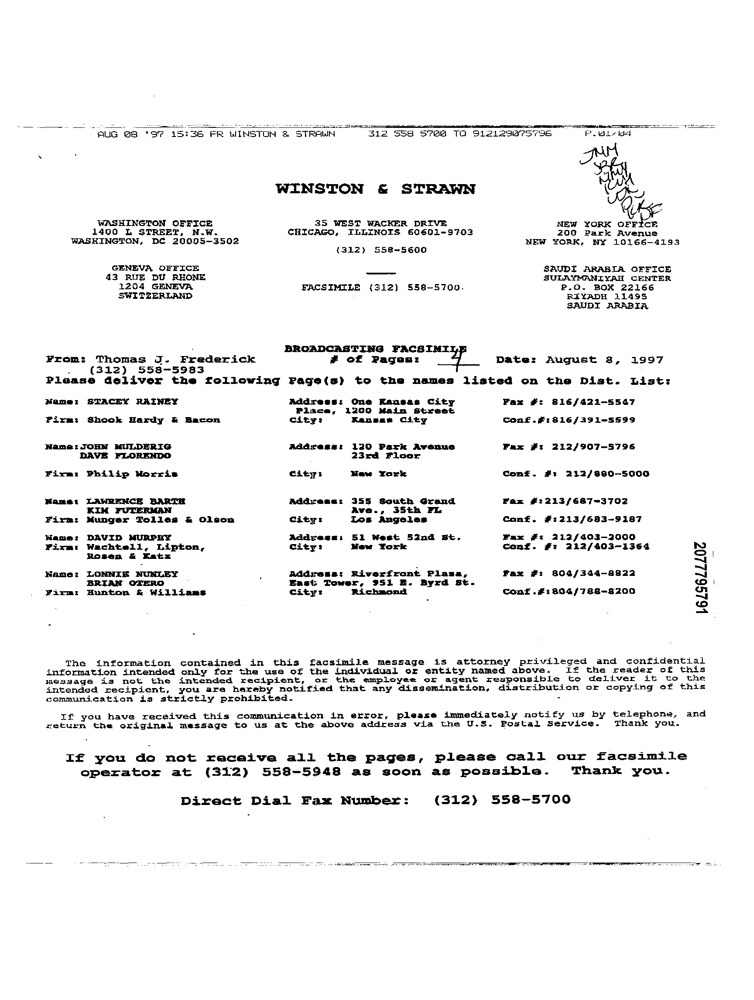 AUG 08 '97 15:36 FR WINSTON & STRAWN 312 558 5700 TO 912129075796 P.01/04
JMM
WINSTON & STRAWN
WASHINGTON OFFICE 35 WEST WACKER DRIVE NEW YORK OFFICE
1400 L STREET, N.W. CHICAGO, ILLINOIS 60601-9703 200 Park Avenue
WASHINGTON, DC 20005-3502 NEW YORK, NY 10166-4193
(312) 558-5600
GENEVA OFFICE SAUDI ARABIA OFFICE
43 RUE DU RHONE SULAYMANIYAH CENTER
1204 GENEVA FACSIMILE (312) 558-5700 P.O. BOX 22166
SWITZERLAND RIYADH 11495
SAUDI ARABIA
BROADCASTING FACSIMILE
From: Thomas J. Frederick # of Pages: 4 Date: August 8, 1997
(312) 558-5983
Please deliver the following Page(s) to the names listed on the Dist. List:
Name: STACEY RAINEY Address: One Kansas City Fax #: 816/421-5547
Place, 1200 Main Street
Firm: Shook Hardy & Bacon City: Kansas City Conf.#:816/391-5599
Name:JOHN MULDERIG Address: 120 Park Avenue Fax #: 212/907-5796
DAVE FLORENDO 23rd Floor
Firm: Philip Morris City: New York Conf. #: 212/880-5000
Name: LAWRENCE BARTH Address: 355 South Grand Fax #:213/687-3702
KIM FUTERMAN Ave., 35th FL
Firm: Munger Tolles & Olson City: Los Angeles Conf. #:213/683-9187
Name: DAVID MURPHY Address: 51 West 52nd St. Fax #: 212/403-2000
Firm: Wachtell, Lipton, City: New York Conf. #: 212/403-1364
Rosen & Katz
Name: LONNIE NUNLEY Address: Riverfront Plaza, Fax #: 804/344-8822
BRIAN OTERO East Tower, 951 E. Byrd St.
Firm: Hunton & Williams City: Richmond Conf.#:804/788-8200
2077795791
The information contained in this facsimile message is attorney privileged and confidential
information intended only for the use of the individual or entity named above. If the reader of this
message is not the intended recipient, or the employee or agent responsible to deliver it to the
intended recipient, you are hereby notified that any dissemination, distribution or copying of this
communication is strictly prohibited.
If you have received this communication in error, please immediately notify us by telephone, and
return the original message to us at the above address via the U.S. Postal Service. Thank you.
If you do not receive all the pages, please call our facsimile
operator at (312) 558-5948 as soon as possible. Thank you.
Direct Dial Fax Number: (312) 558-5700